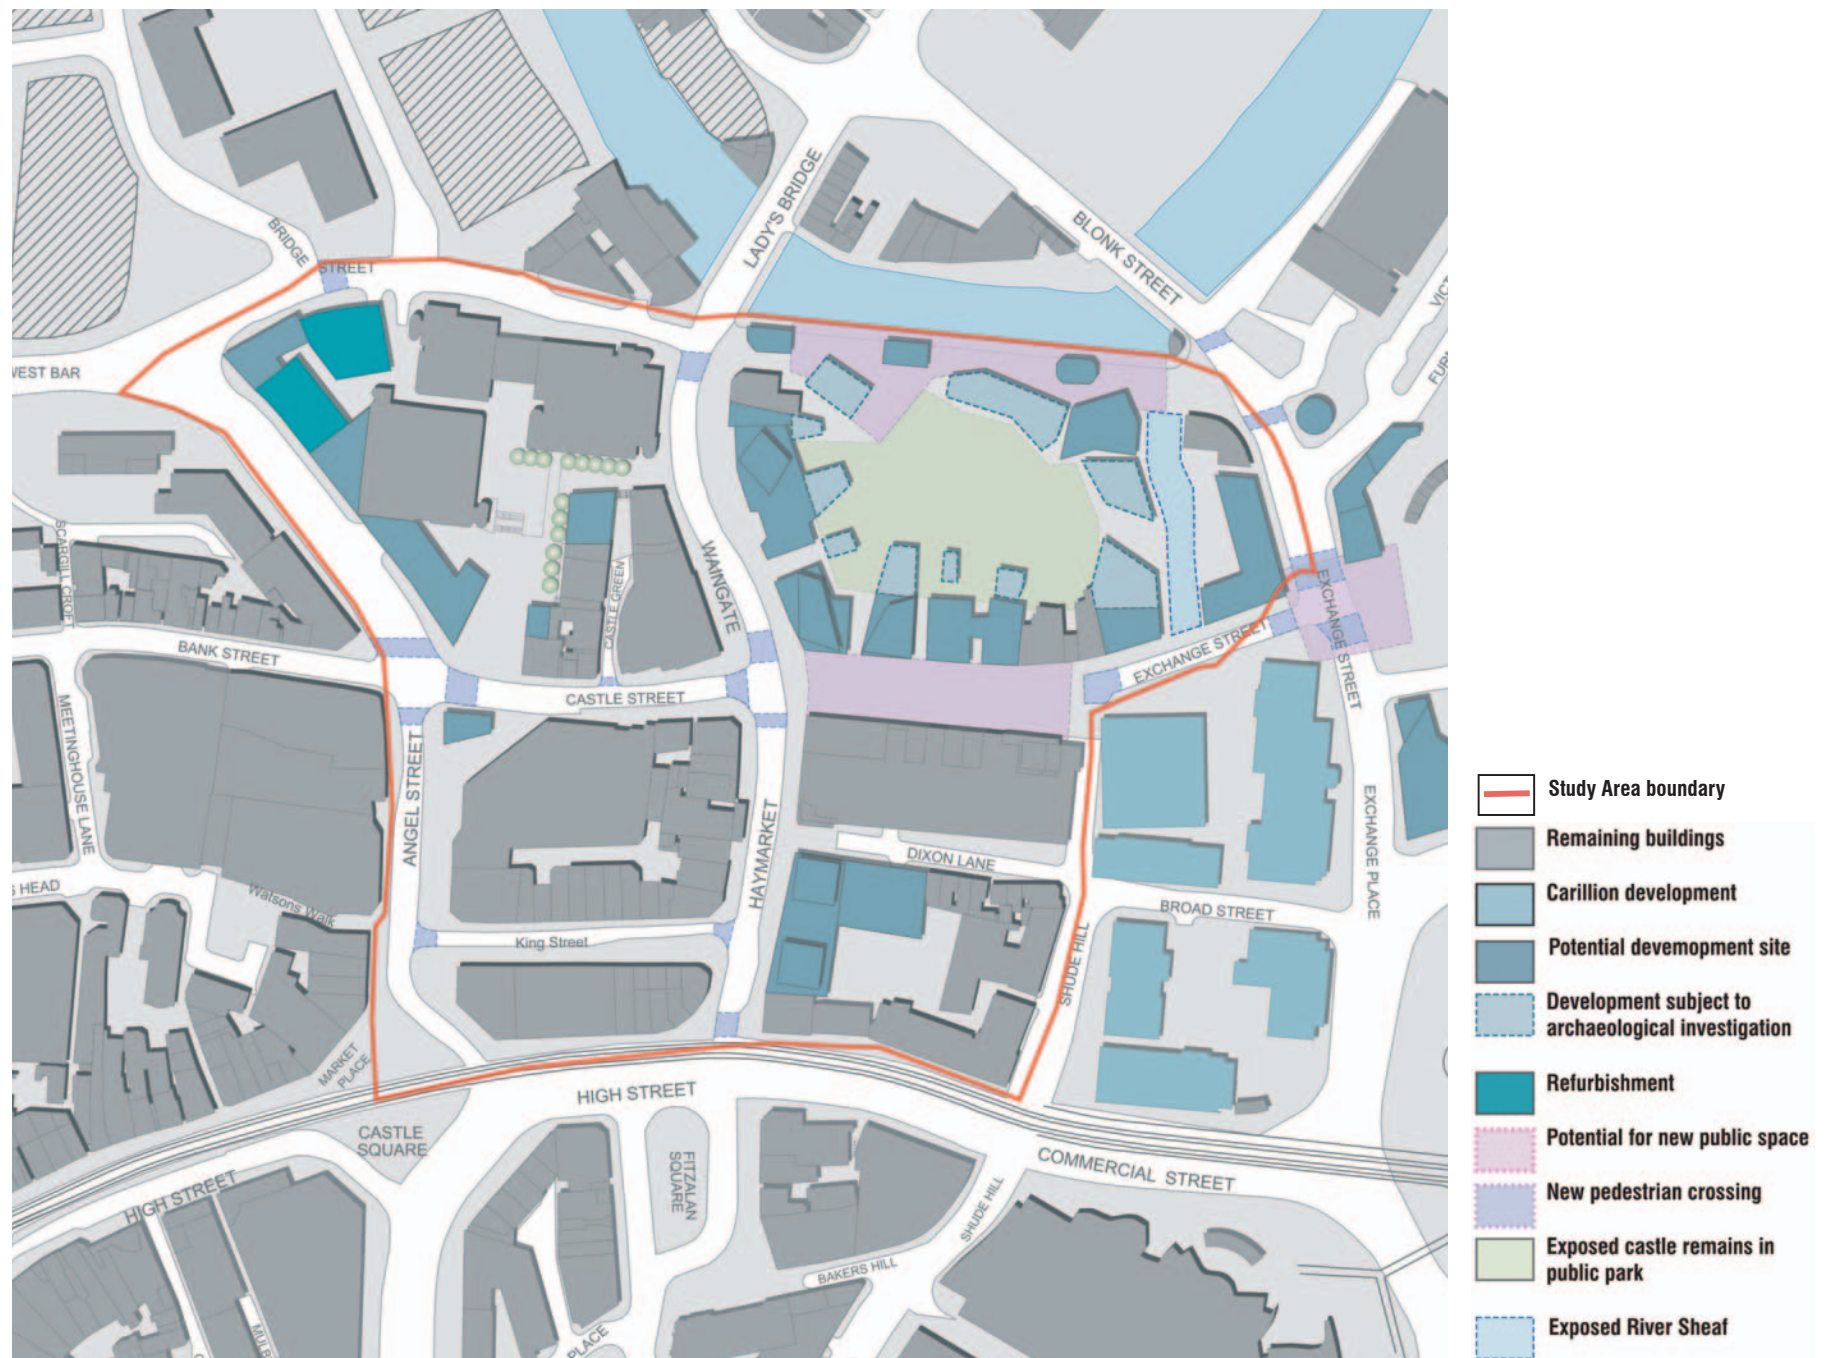 BRIDGE
STREET
LADY'S BRIDGE
BLONK STREET
WEST BAR
SCARGILL CROFT
WAINGATE
CASTLE GREEN
EXCHANGE STREET
EXCHANGE STREET
BANK STREET
CASTLE STREET
MEETINGHOUSE LANE
ANGEL STREET
HAYMARKET
DIXON LANE
EXCHANGE PLACE
S HEAD
Watsons Walk
King Street
BROAD STREET
SHUDE HILL
MARKET
PLACE
HIGH STREET
CASTLE
SQUARE
FITZALAN
SQUARE
COMMERCIAL STREET
HIGH STREET
SHUDE HILL
BAKERS HILL
PLACE
Study Area boundary
Remaining buildings
Carillion development
Potential devemopment site
Development subject to
archaeological investigation
Refurbishment
Potential for new public space
New pedestrian crossing
Exposed castle remains in
public park
Exposed River Sheaf